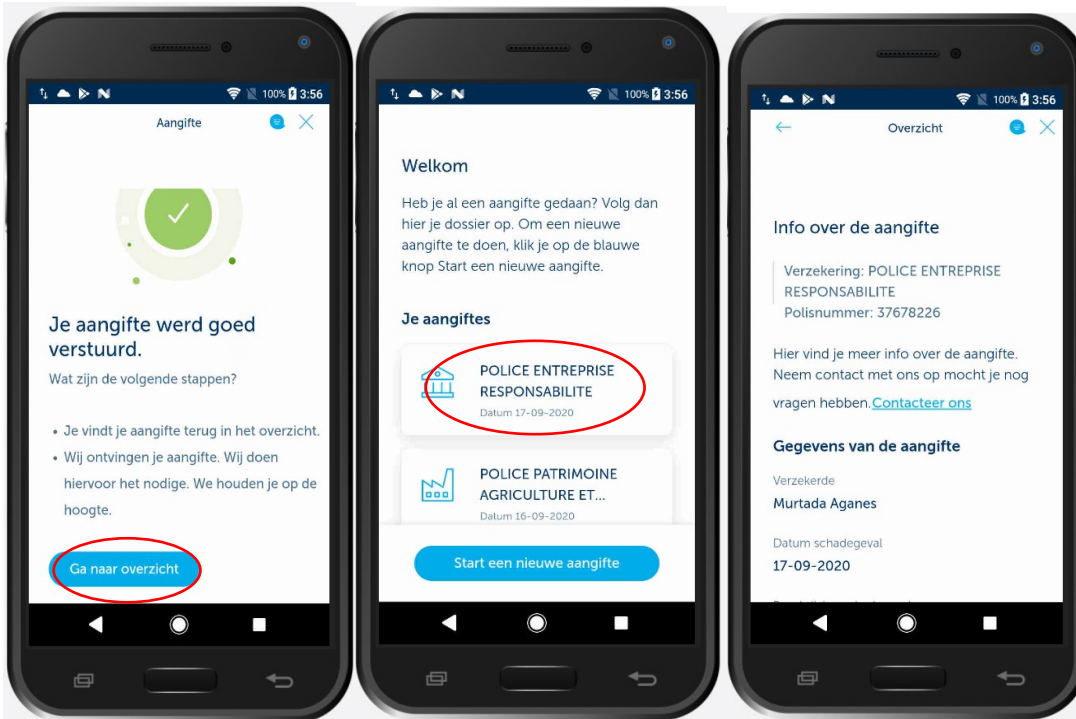 100% 3:56
Aangifte
Je aangifte werd goed
verstuurd.
Wat zijn de volgende stappen?
• Je vindt je aangifte terug in het overzicht.
• Wij ontvingen je aangifte. Wij doen
hiervoor het nodige. We houden je op de
hoogte.
Ga naar overzicht
100% 3:56
Welkom
Heb je al een aangifte gedaan? Volg dan
hier je dossier op. Om een nieuwe
aangifte te doen, klik je op de blauwe
knop Start een nieuwe aangifte.
Je aangiftes
POLICE ENTREPRISE
RESPONSABILITE
Datum 17-09-2020
POLICE PATRIMOINE
AGRICULTURE ET...
Datum 16-09-2020
Start een nieuwe aangifte
100% 3:56
Overzicht
Info over de aangifte
Verzekering: POLICE ENTREPRISE
RESPONSABILITE
Polisnummer: 37678226
Hier vind je meer info over de aangifte.
Neem contact met ons op mocht je nog
vragen hebben.Contacteer ons
Gegevens van de aangifte
Verzekerde
Murtada Aganes
Datum schadegeval
17-09-2020